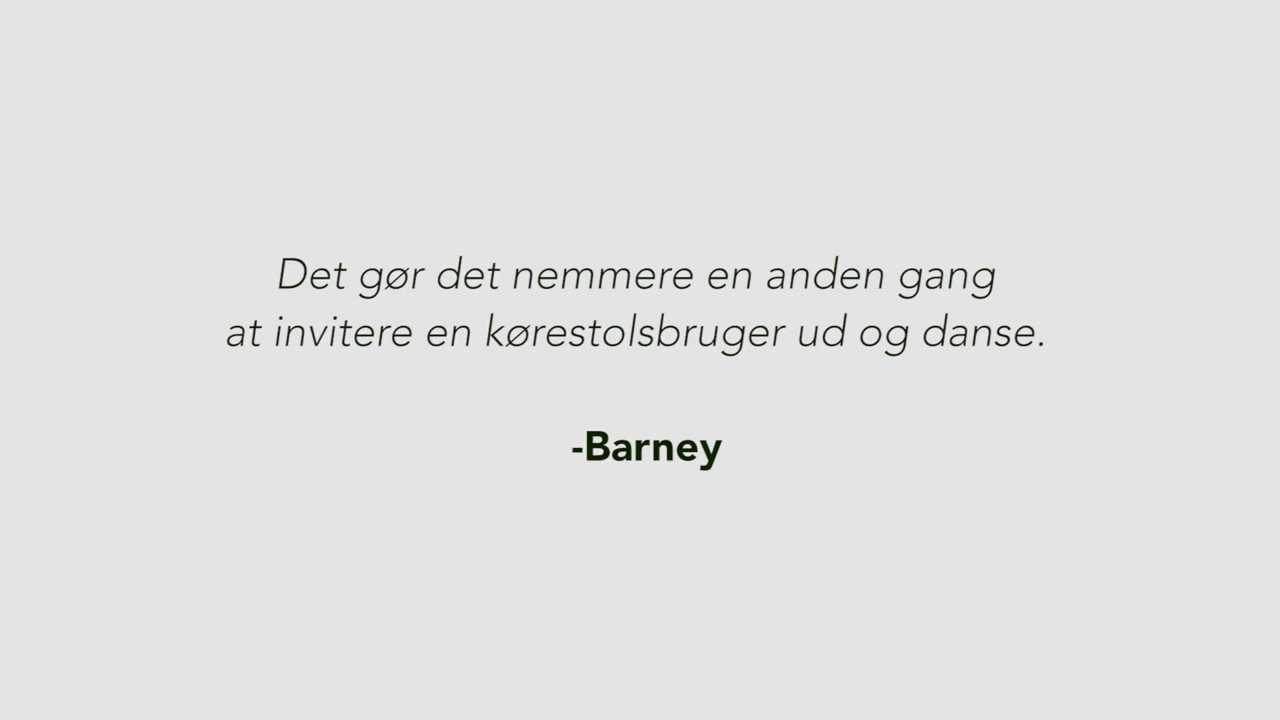 Det gør det nemmere en anden gang
at invitere en kørestolsbruger ud og danse.
-Barney